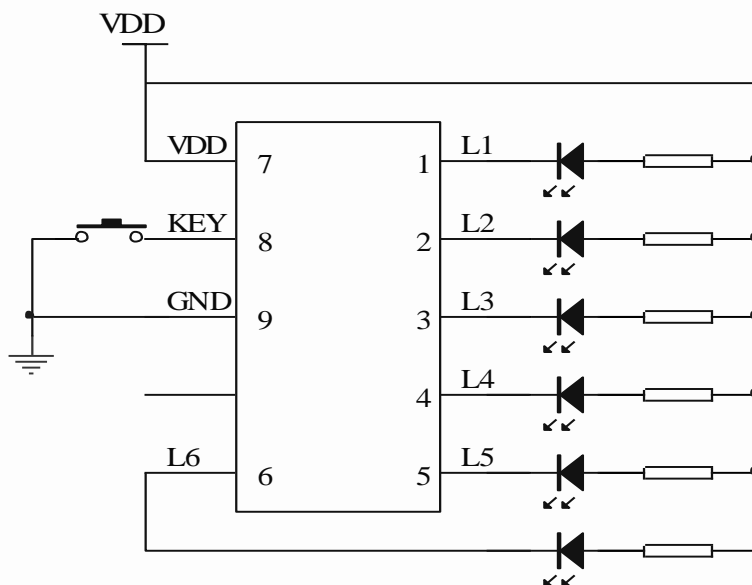 VDD
VDD 7 1 L1
KEY 8 2 L2
GND 9 3 L3
4 L4
L6 6 5 L5